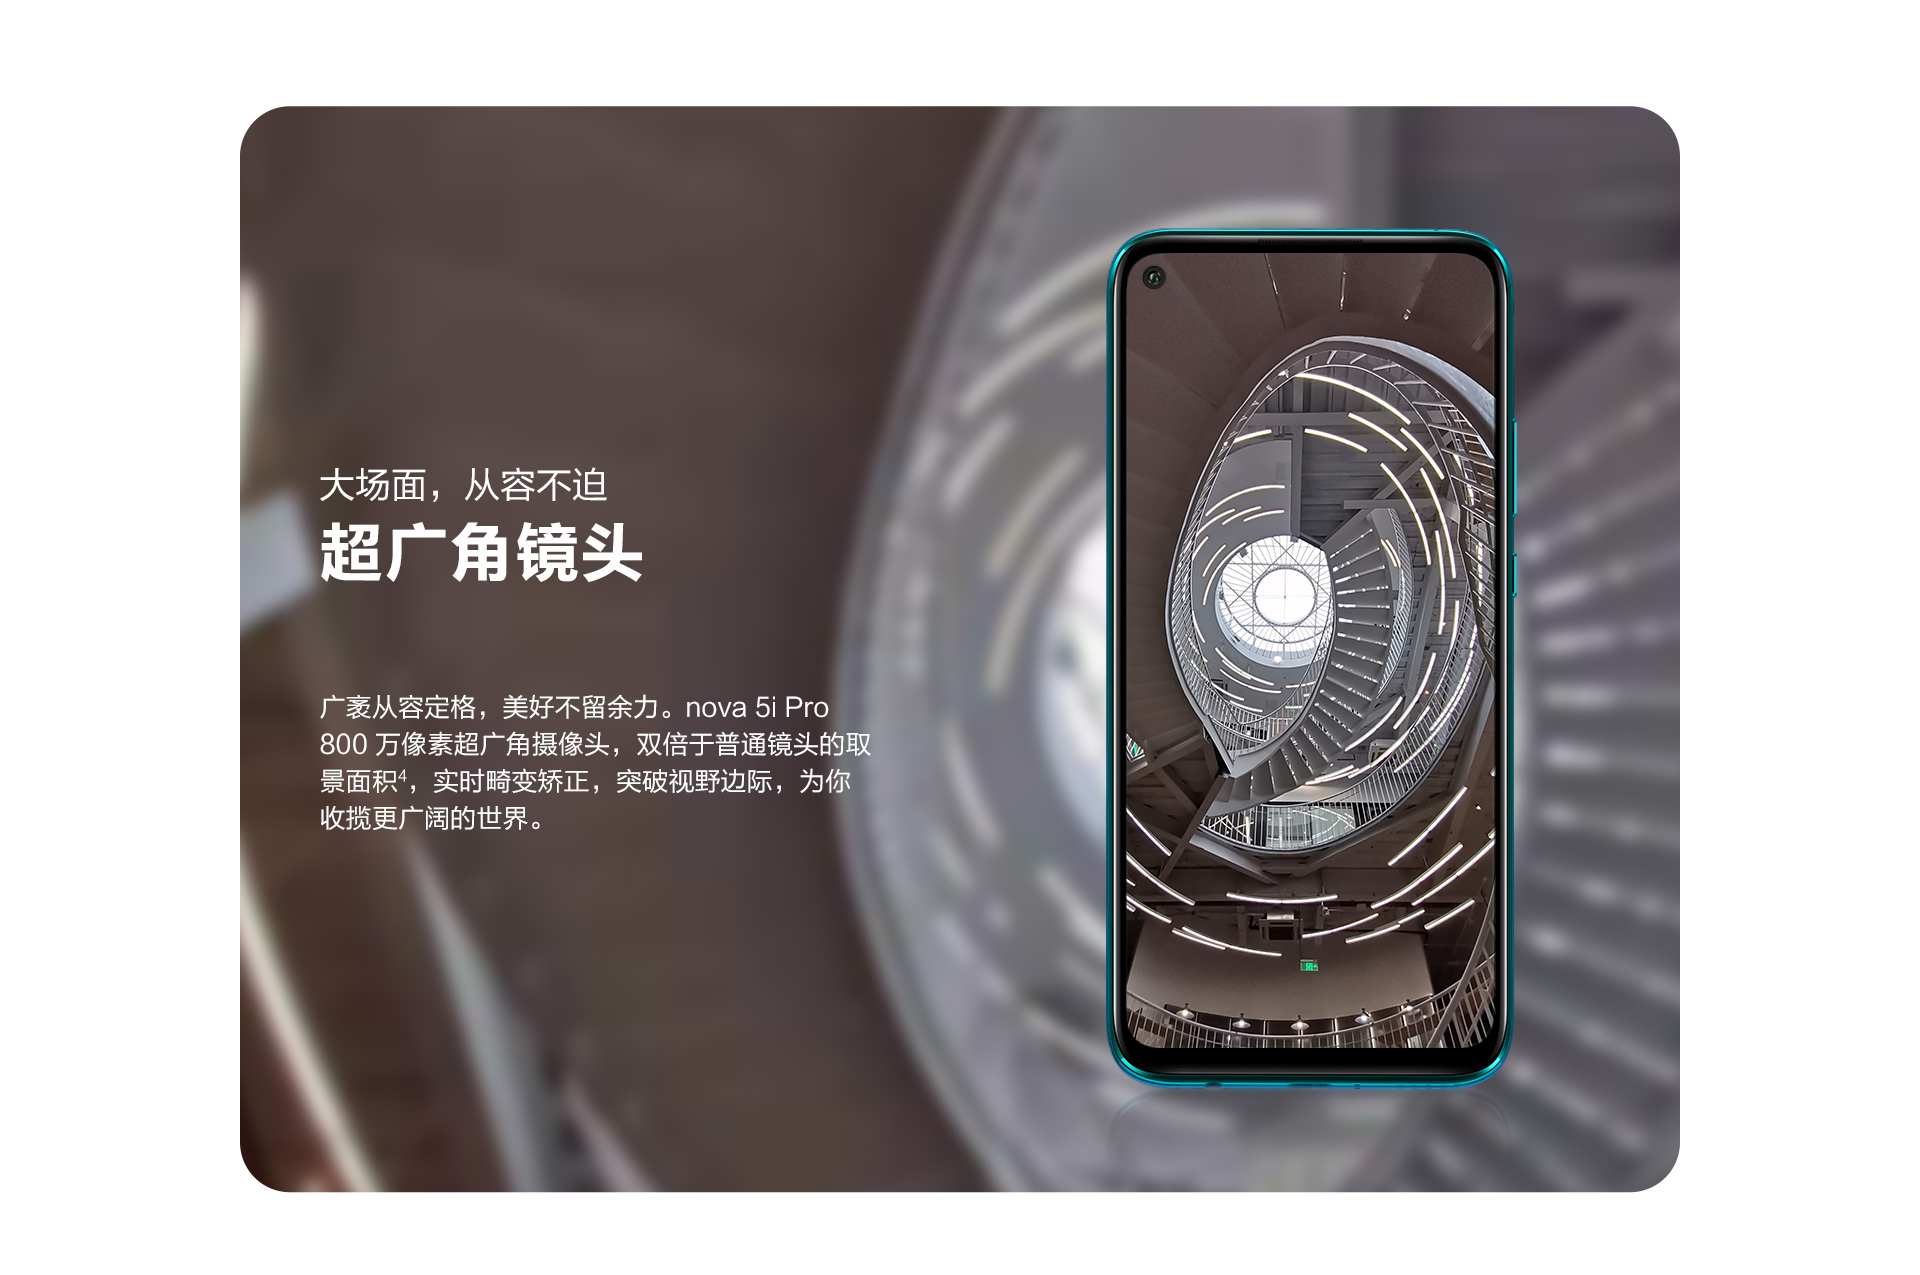 大场面，从容不迫
超广角镜头
广袤从容定格，美好不留余力。nova 5i Pro
800 万像素超广角摄像头，双倍于普通镜头的取
景面积⁴，实时畸变矫正，突破视野边际，为你
收揽更广阔的世界。